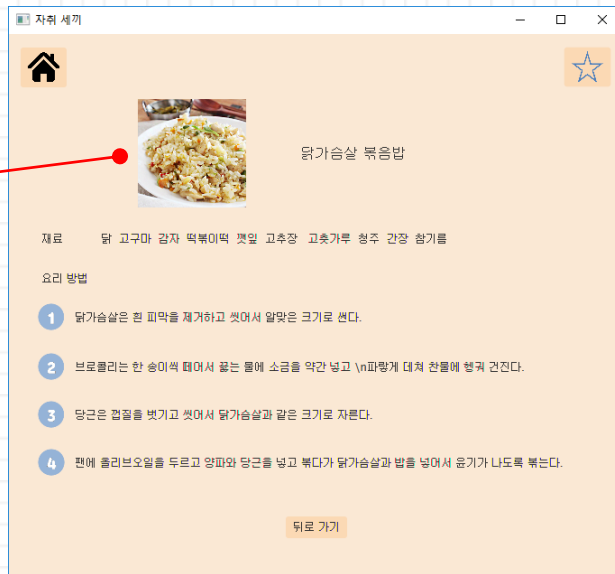 자취 세끼
닭가슴살 볶음밥
재료 닭 고구마 감자 떡볶이떡 깻잎 고추장 고춧가루 청주 간장 참기름
요리 방법
1 닭가슴살은 흰 피막을 제거하고 씻어서 알맞은 크기로 썬다.
2 브로콜리는 한 송이씩 떼어서 끓는 물에 소금을 약간 넣고 \n파랗게 데쳐 찬물에 헹궈 건진다.
3 당근은 껍질을 벗기고 씻어서 닭가슴살과 같은 크기로 자른다.
4 팬에 올리브오일을 두르고 양파와 당근을 넣고 볶다가 닭가슴살과 밥을 넣어서 윤기가 나도록 볶는다.
뒤로 가기